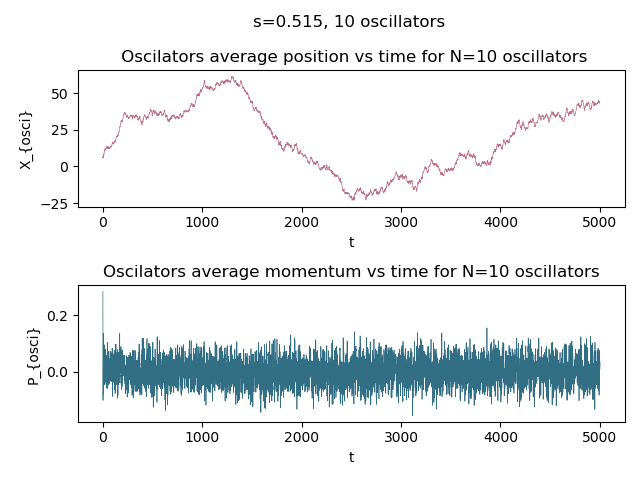 s=0.515, 10 oscillators
Oscilators average position vs time for N=10 oscillators
50
25
0
−25
X_{osci}
0 1000 2000 3000 4000 5000
t
Oscilators average momentum vs time for N=10 oscillators
0.2
0.0
P_{osci}
0 1000 2000 3000 4000 5000
t